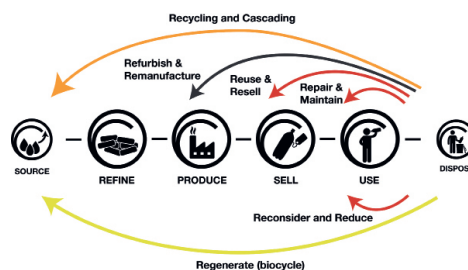 Recycling and Cascading
Refurbish &
Remanufacture
Reuse &
Resell
Repair &
Maintain
SOURCE
REFINE
PRODUCE
SELL
USE
DISPOS
Reconsider and Reduce
Regenerate (biocycle)